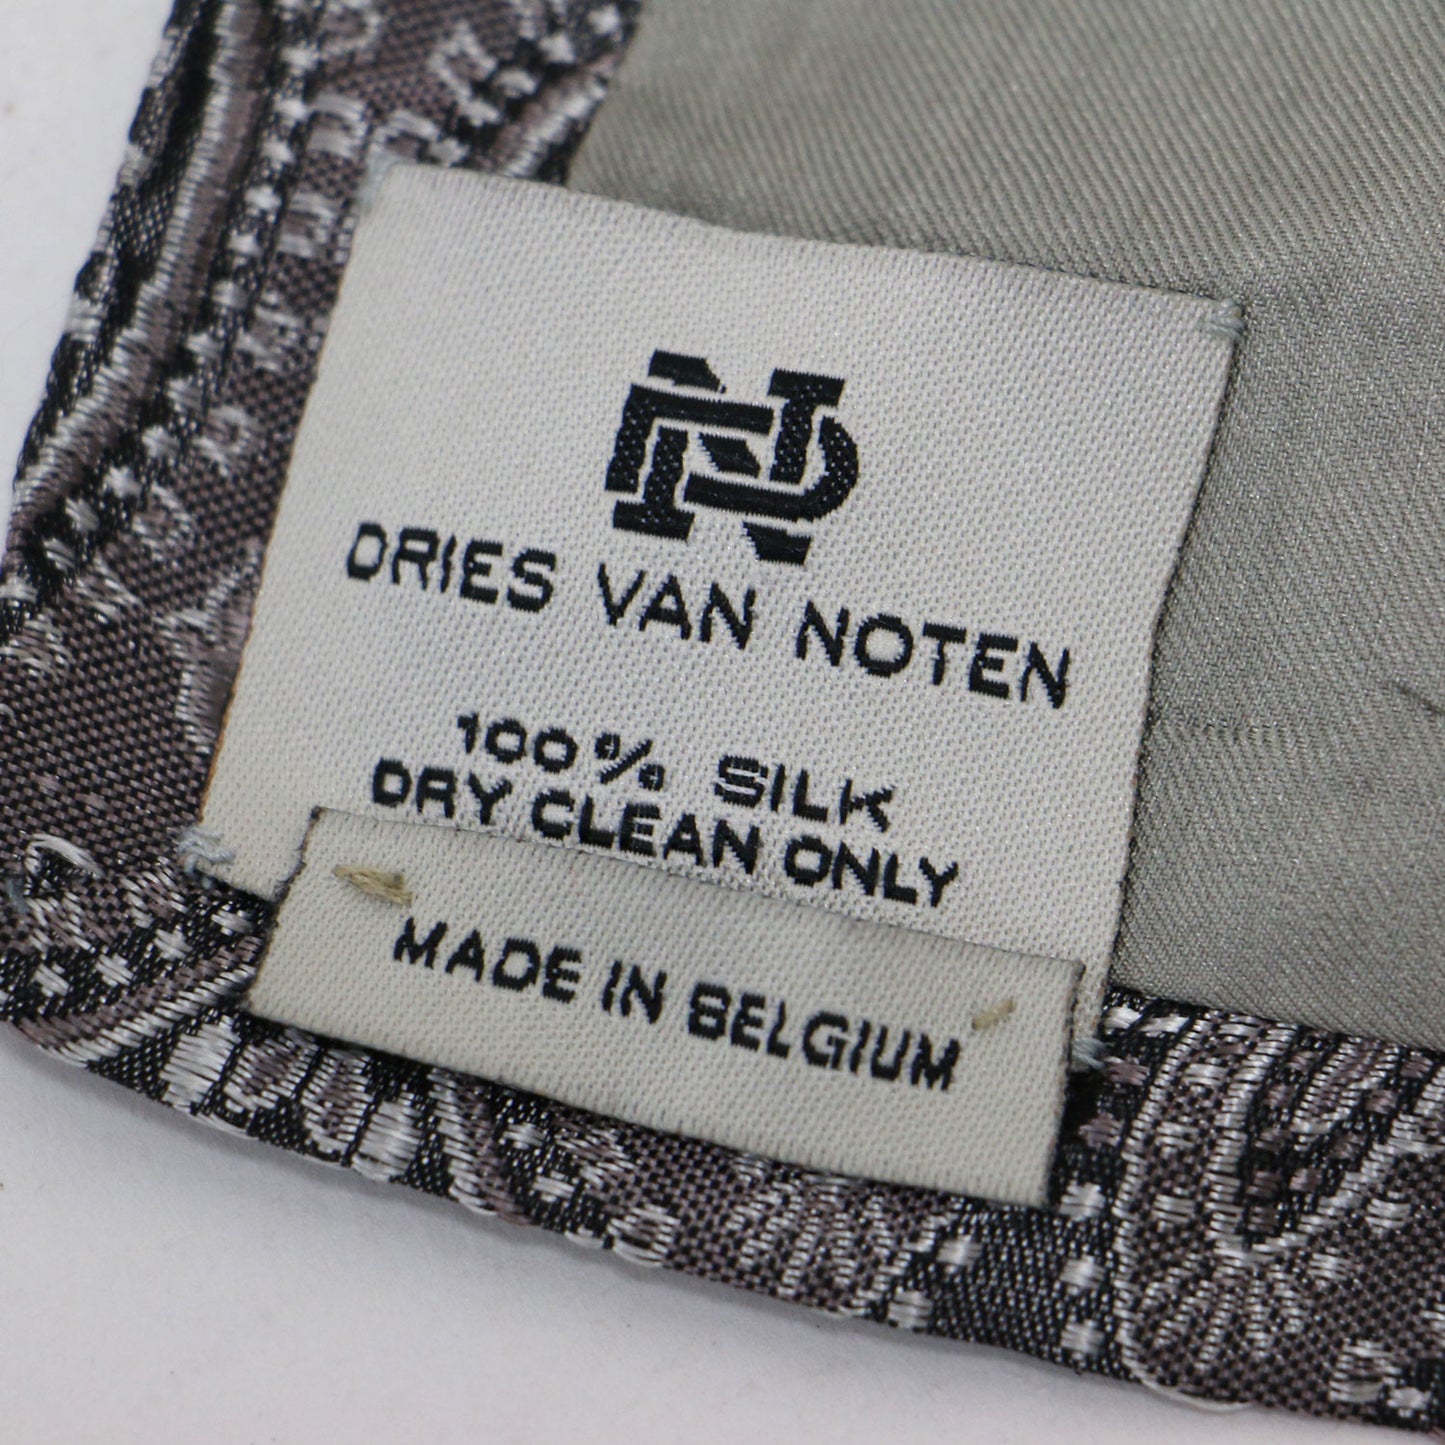 DRIES VAN NOTEN
100% SILK
DRY CLEAN ONLY
MADE IN BELGIUM